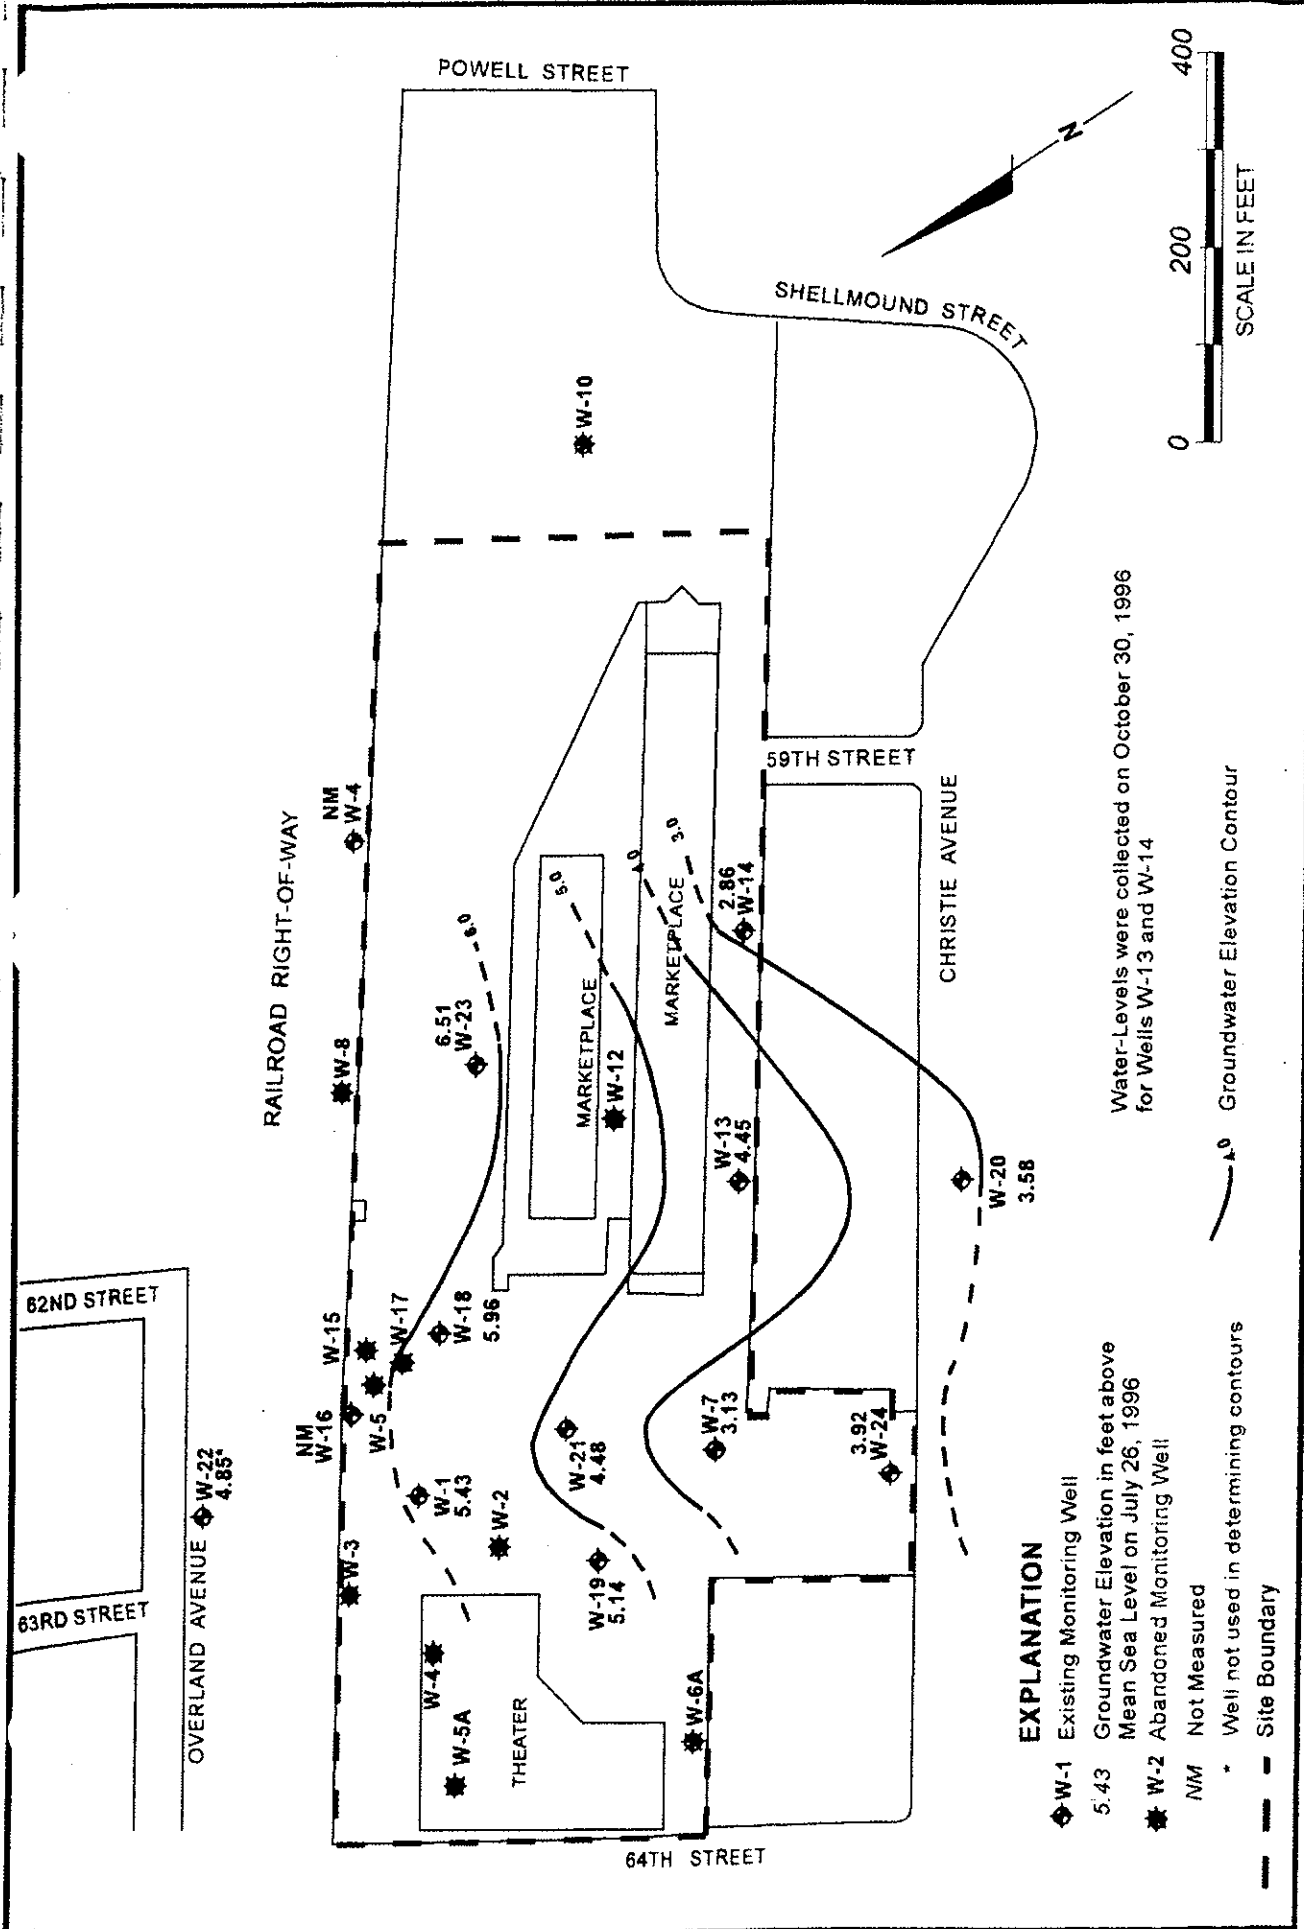 POWELL STREET
SHELLMOUND STREET
N
0 200 400
SCALE IN FEET
W-10
RAILROAD RIGHT-OF-WAY
NM
W-4
W-8
6.51
W-23
6.0
5.0
4.0
3.0
MARKETPLACE
MARKETPLACE
W-12
2.86
W-14
W-13
4.45
59TH STREET
CHRISTIE AVENUE
W-20
3.58
62ND STREET
63RD STREET
OVERLAND AVENUE
W-22
4.85*
W-15
W-17
W-18
5.96
NM
W-16
W-5
W-3
W-1
5.43
W-2
W-21
4.48
W-19
5.14
W-7
3.13
3.92
W-24
W-4
W-5A
THEATER
W-6A
64TH STREET
Water-Levels were collected on October 30, 1996
for Wells W-13 and W-14
EXPLANATION
W-1 Existing Monitoring Well
5.43 Groundwater Elevation in feet above
Mean Sea Level on July 26, 1996
W-2 Abandoned Monitoring Well
NM Not Measured
* Well not used in determining contours
Site Boundary
4.0 Groundwater Elevation Contour